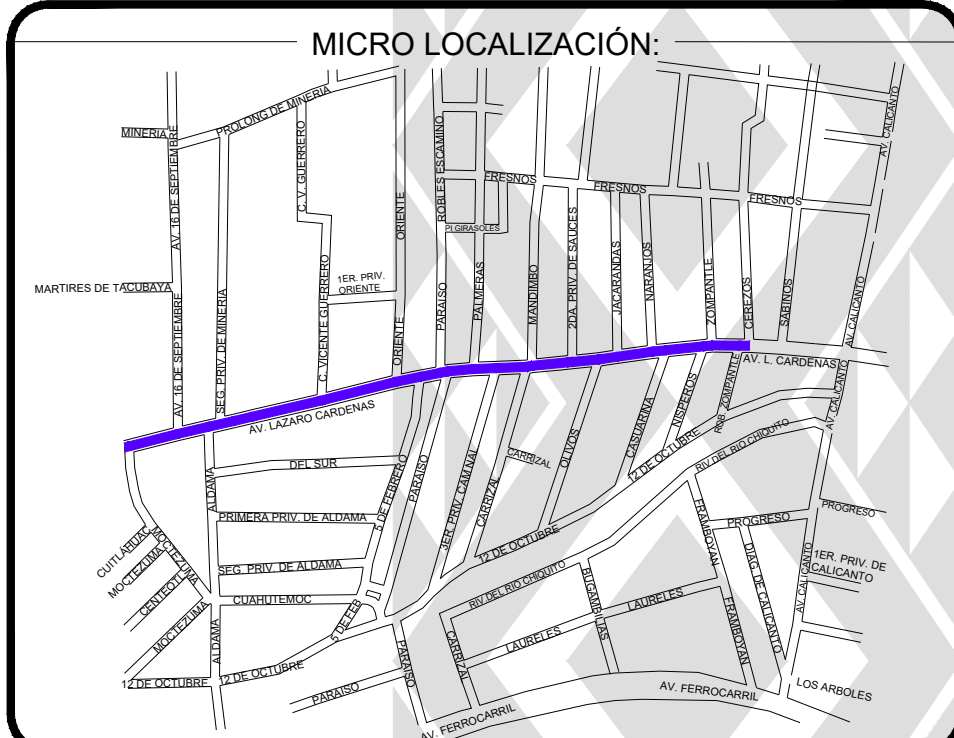 MICRO LOCALIZACIÓN:
MINERIA
AV. 16 DE SEPTIEMBRE
PROLONG DE MINERIA
C. V. GUERRERO
ORIENTE
ROBLES ESCAMINO
FRESNOS
FRESNOS
FRESNOS
AV. CALICANTO
PI GIRASOLES
MARTIRES DE TACUBAYA
AV. 16 DE SEPTIEMBRE
SEG. PRIV. DE MINERIA
C. VICENTE GUERRERO
1ER. PRIV.
ORIENTE
ORIENTE
PARAISO
PALMERAS
MANDIMBO
2DA. PRIV. DE SAUCES
JACARANDAS
NARANJOS
ZOMPANTLE
CEREZOS
SABINOS
AV. CALICANTO
AV. LAZARO CARDENAS
AV. L. CARDENAS
AV. CALICANTO
ALDAMA
DEL SUR
5 DE FEBRERO
PARAISO
3ER. PRIV. CAMINAL
CARRIZAL
CARRIZAL
OLIVOS
CASUARINA
NISPEROS
ROB. ZOMPANTLE
12 DE OCTUBRE
RIV. DEL RIO CHIQUITO
PRIMERA PRIV. DE ALDAMA
CUITLAHUAC
MOCTEZUMA
MOCTEZUMA
CENTEOTL
MOCTEZUMA
SEG. PRIV. DE ALDAMA
CUAHUTEMOC
5 DE FEB
12 DE OCTUBRE
RIV. DEL RIO CHIQUITO
FRAMBOYAN
PROGRESO
PROGRESO
DIAG. DE CALICANTO
AV. CALICANTO
1ER. PRIV. DE
CALICANTO
ALDAMA
12 DE OCTUBRE
12 DE OCTUBRE
PARAISO
PARAISO
CARRIZAL
LAURELES
BUGAMBILIAS
LAURELES
FRAMBOYAN
AV. FERROCARRIL
AV. FERROCARRIL
LOS ARBOLES